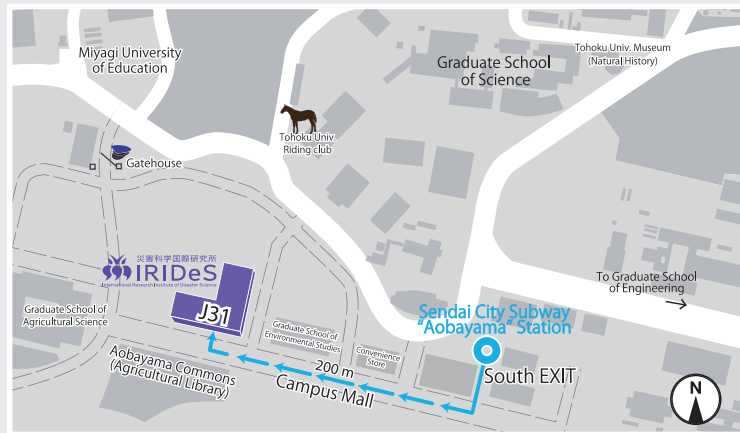 Miyagi University
of Education
Graduate School
of Science
Tohoku Univ. Museum
(Natural History)
Tohoku Univ.
Riding club
Gatehouse
災害科学国際研究所
IRIDeS
International Research Institute of Disaster Science
J31
To Graduate School
of Engineering
Sendai City Subway
"Aobayama" Station
South EXIT
Graduate School of
Agricultural Science
Graduate School of
Environmental Studies
Convenience
Store
200 m
Campus Mall
Aobayama Commons
(Agricultural Library)
N